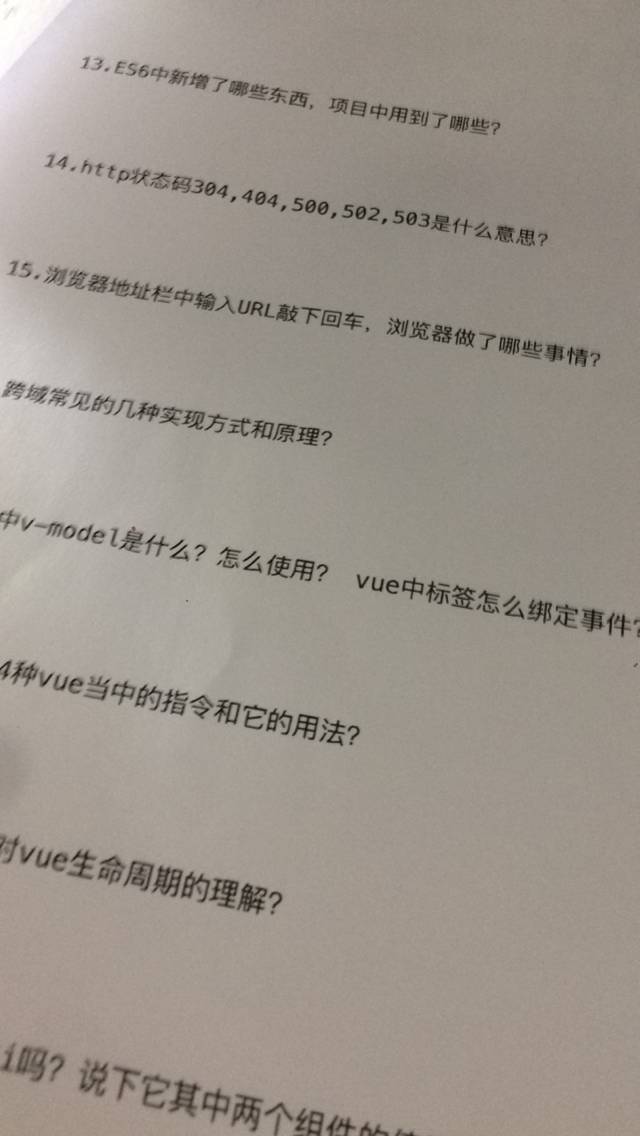 13.ES6中新增了哪些东西，项目中用到了哪些？
14.http状态码304,404,500,502,503是什么意思？
15.浏览器地址栏中输入URL敲下回车，浏览器做了哪些事情？
跨域常见的几种实现方式和原理？
中v-model是什么？怎么使用？ vue中标签怎么绑定事件？
4种vue当中的指令和它的用法？
对vue生命周期的理解？
i吗？说下它其中两个组件的